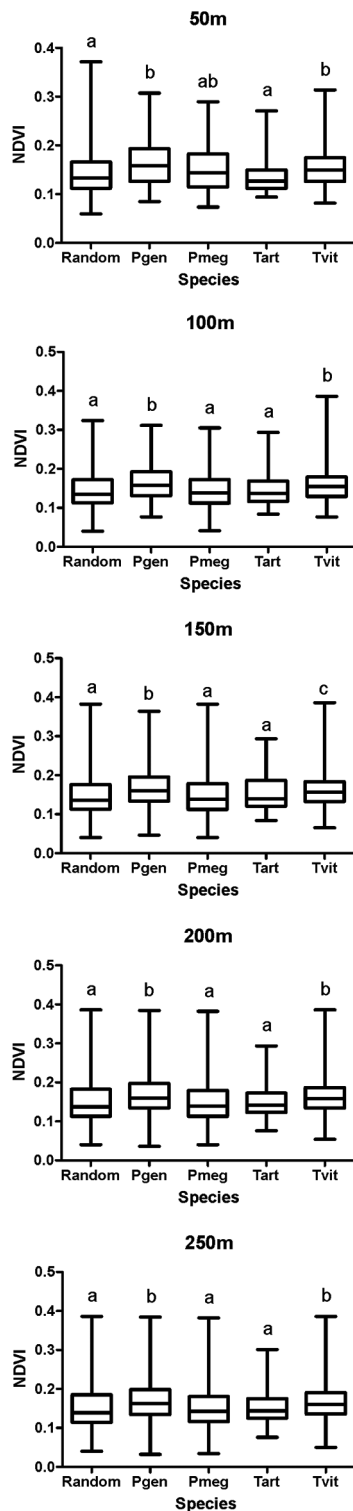 50m
a b ab a b
0.4
0.3
0.2
0.1
0.0
NDVI
Random Pgen Pmeg Tart Tvit
Species
100m
a b a a b
0.5
0.4
0.3
0.2
0.1
0.0
NDVI
Random Pgen Pmeg Tart Tvit
Species
150m
a b a a c
0.5
0.4
0.3
0.2
0.1
0.0
NDVI
Random Pgen Pmeg Tart Tvit
Species
200m
a b a a b
0.5
0.4
0.3
0.2
0.1
0.0
NDVI
Random Pgen Pmeg Tart Tvit
Species
250m
a b a a b
0.5
0.4
0.3
0.2
0.1
0.0
NDVI
Random Pgen Pmeg Tart Tvit
Species